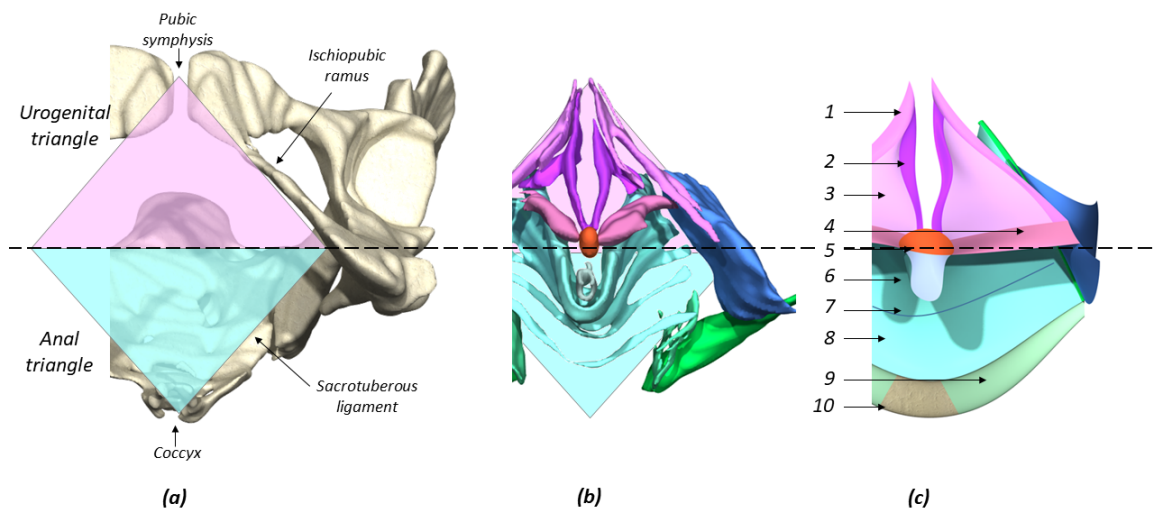 Pubic
symphysis
Ischiopubic
ramus
Urogenital
triangle
Anal
triangle
Sacrotuberous
ligament
Coccyx
(a)
(b)
1
2
3
4
5
6
7
8
9
10
(c)